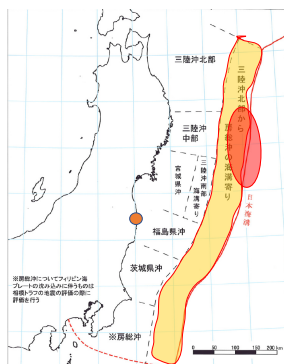 三陸沖北部
三陸沖北部から
房総沖の海溝寄り
三陸沖
中部
宮城県沖
三陸沖南部
海溝寄り
日本海溝
福島県沖
茨城県沖
※房総沖についてフィリピン海
プレートの沈み込みに伴うものは
相模トラフの地震の評価の際に
評価を行う
※房総沖
0 50 100 150 200
km